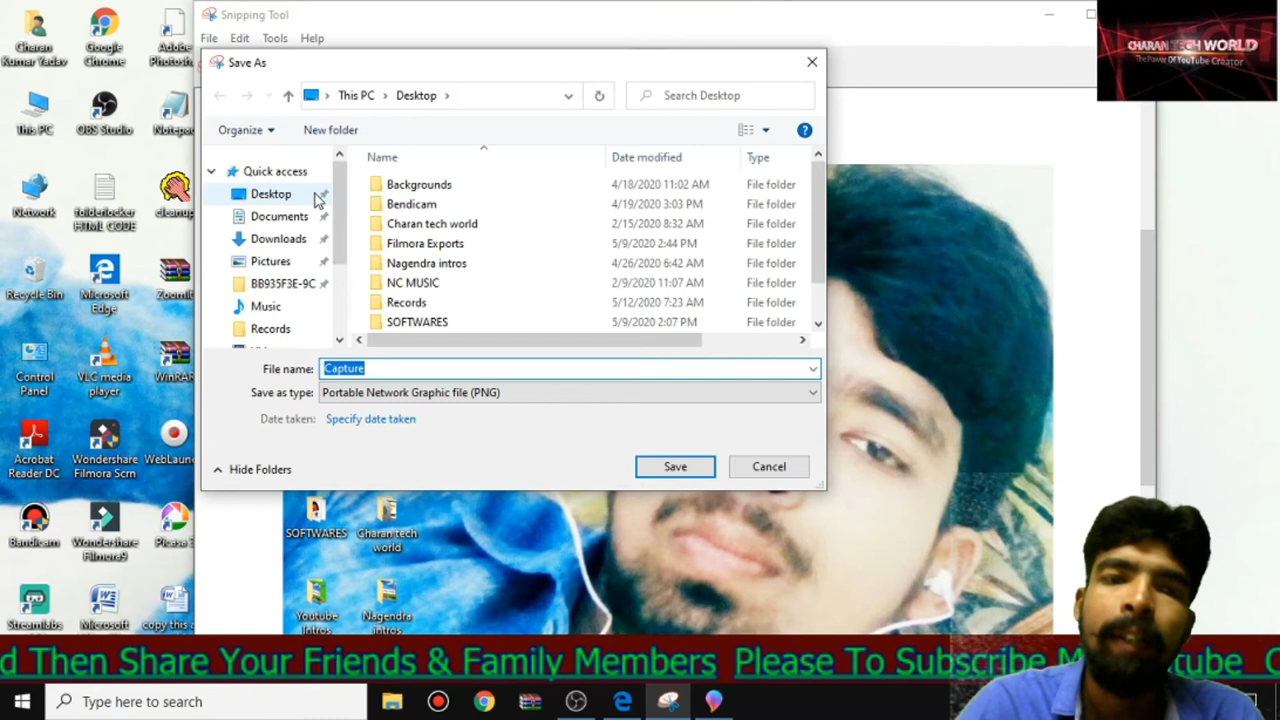 Snipping Tool
File Edit Tools Help
Save As
This PC > Desktop >
Search Desktop
Organize
New folder
Name
Date modified
Type
Quick access
Desktop
Documents
Downloads
Pictures
BB935F3E-9C
Music
Records
Backgrounds 4/18/2020 11:02 AM File folder
Bendicam 4/19/2020 3:03 PM File folder
Charan tech world 2/15/2020 8:32 AM File folder
Filmora Exports 5/9/2020 2:44 PM File folder
Nagendra intros 4/26/2020 6:42 AM File folder
NC MUSIC 2/9/2020 11:07 AM File folder
Records 5/12/2020 7:23 AM File folder
SOFTWARES 5/9/2020 2:07 PM File folder
File name: Capture
Save as type: Portable Network Graphic file (PNG)
Date taken: Specify date taken
Hide Folders
Save
Cancel
CHARAN TECH WORLD
The Power Of YouTube Creator
Charan
Kumar Yadav
Google
Chrome
Adobe
Photosh
This PC
OBS Studio
Notepa
Network
folderlocker
HTML CODE
cleanup
Recycle Bin
Microsoft
Edge
Zoomit
Control
Panel
VLC media
player
WinRAR
Acrobat
Reader DC
Wondershare
Filmora Scrn
WebLaun
Bandicam
Wondershare
Filmora9
Picasa 3
Streamlabs
Microsoft
copy this a
SOFTWARES
Charan tech
world
Youtube
Intros
Nagendra
intros
d Then Share Your Friends & Family Members Please To Subscribe M
Type here to search